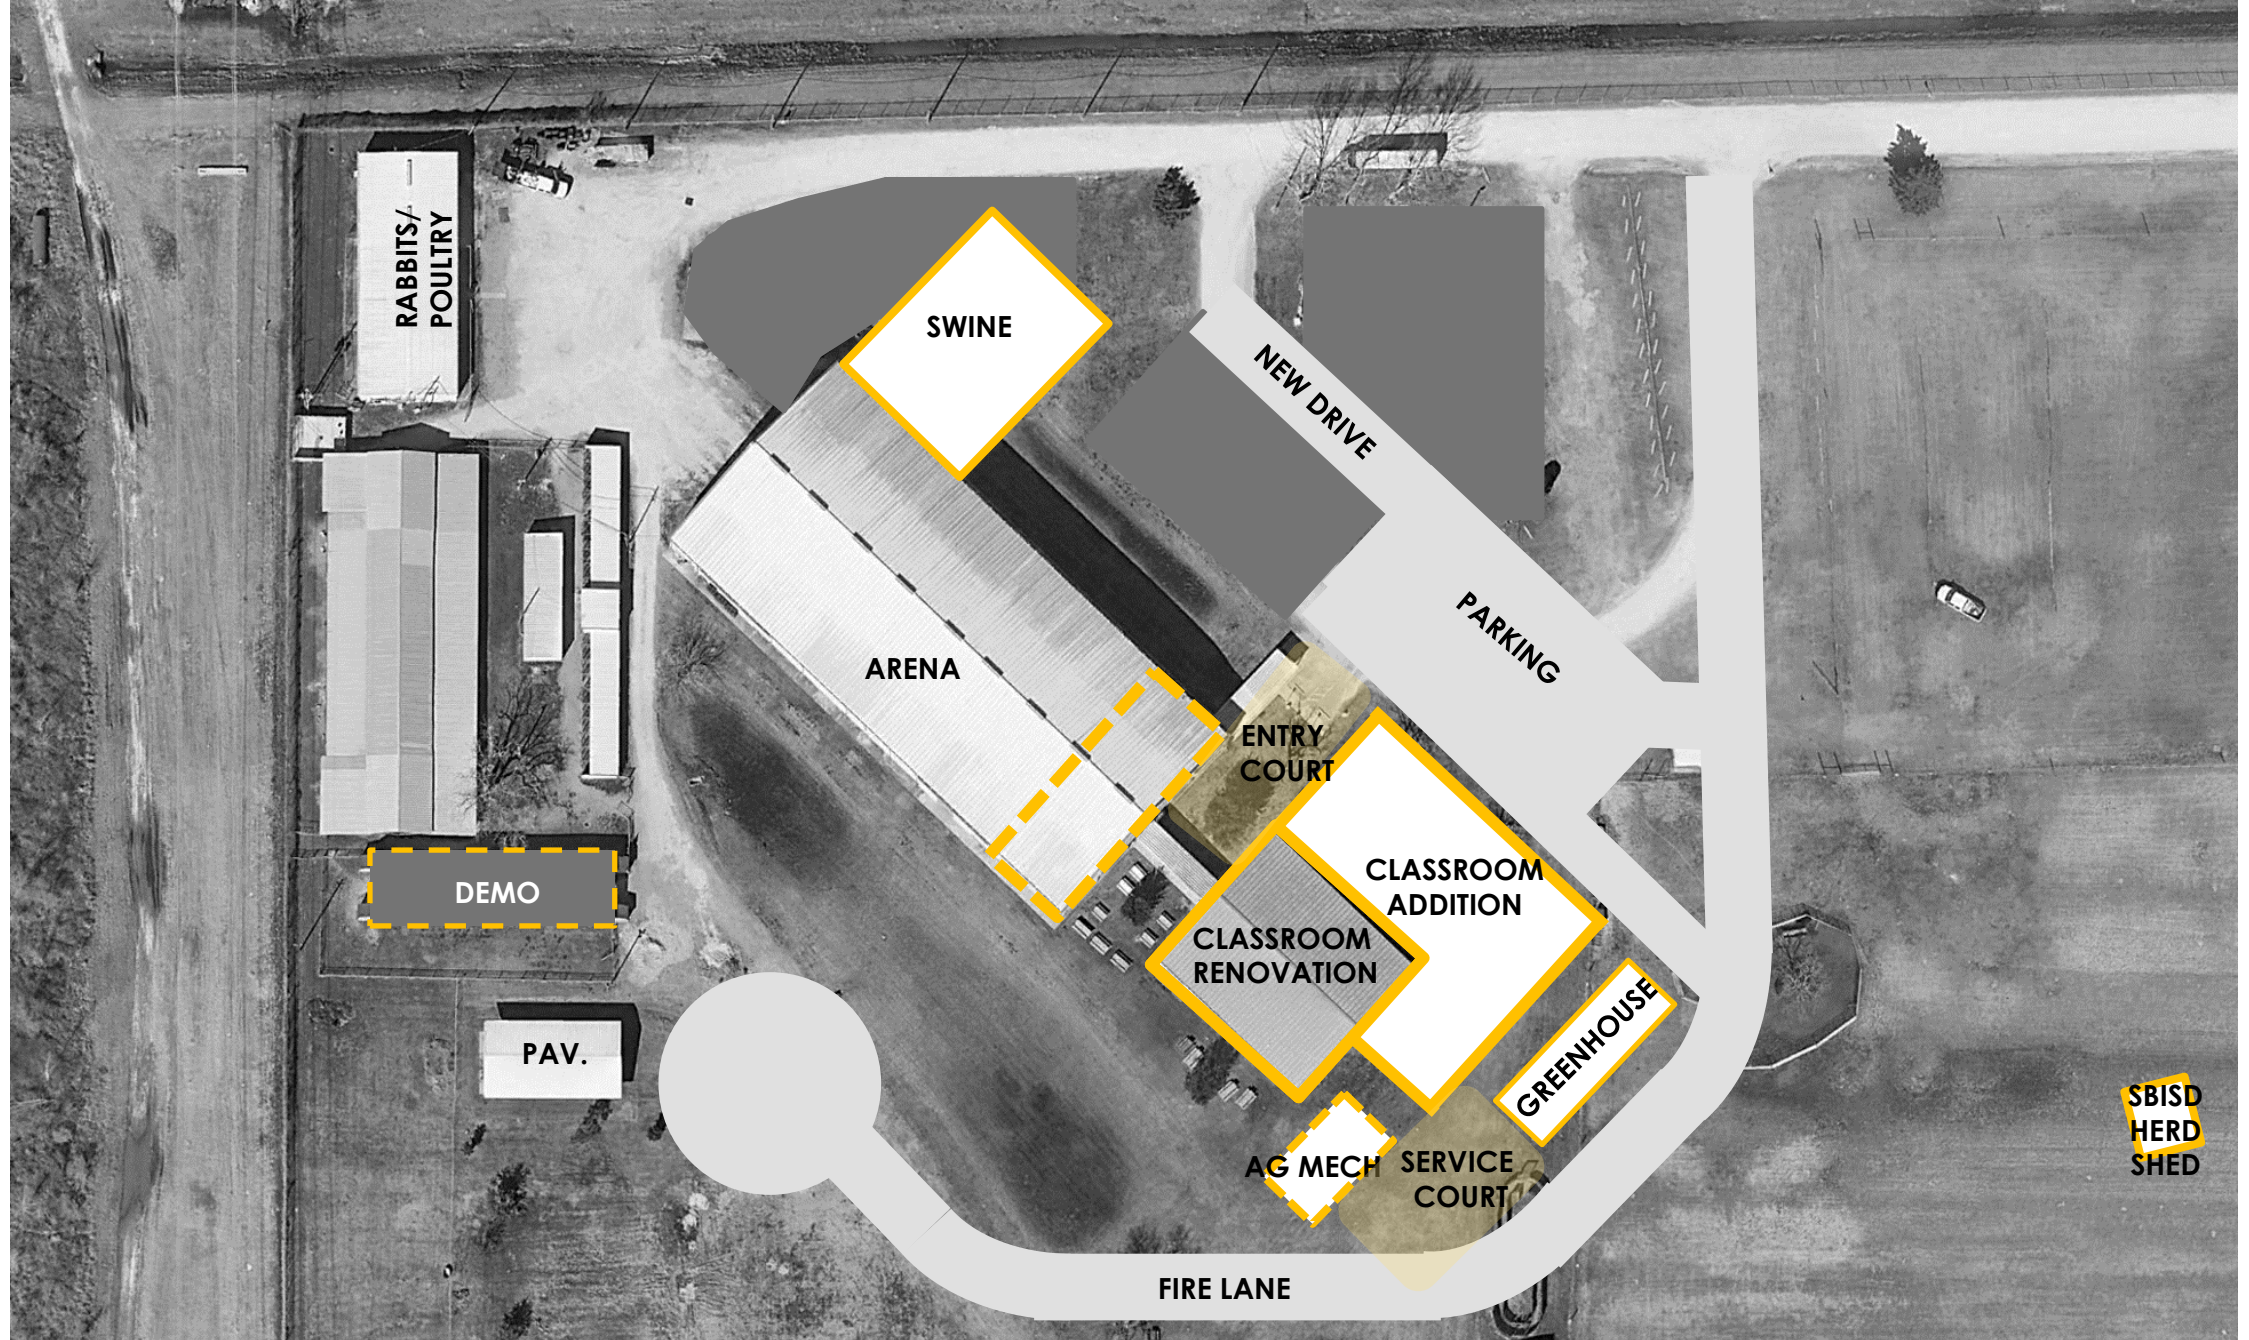 RABBITS/
POULTRY
SWINE
NEW DRIVE
PARKING
ARENA
ENTRY
COURT
CLASSROOM
ADDITION
DEMO
CLASSROOM
RENOVATION
GREENHOUSE
PAV.
SBISD
HERD
SHED
AG MECH
SERVICE
COURT
FIRE LANE